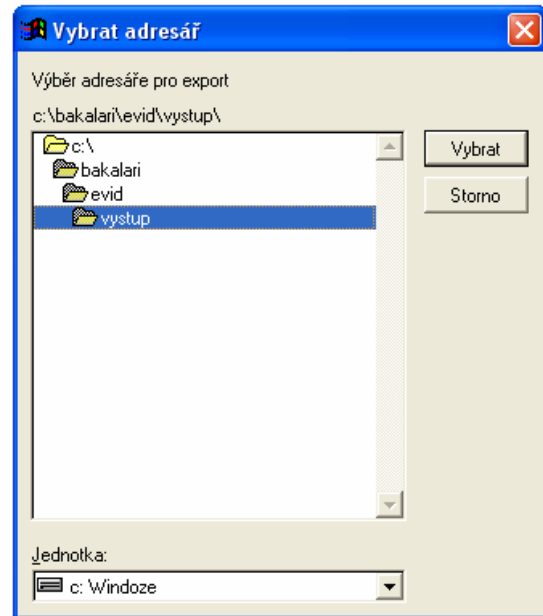 Vybrat adresář
Výběr adresáře pro export
c:\bakalari\evid\vystup\
c:\
bakalari
evid
vystup
Vybrat
Storno
Jednotka:
c: Windoze